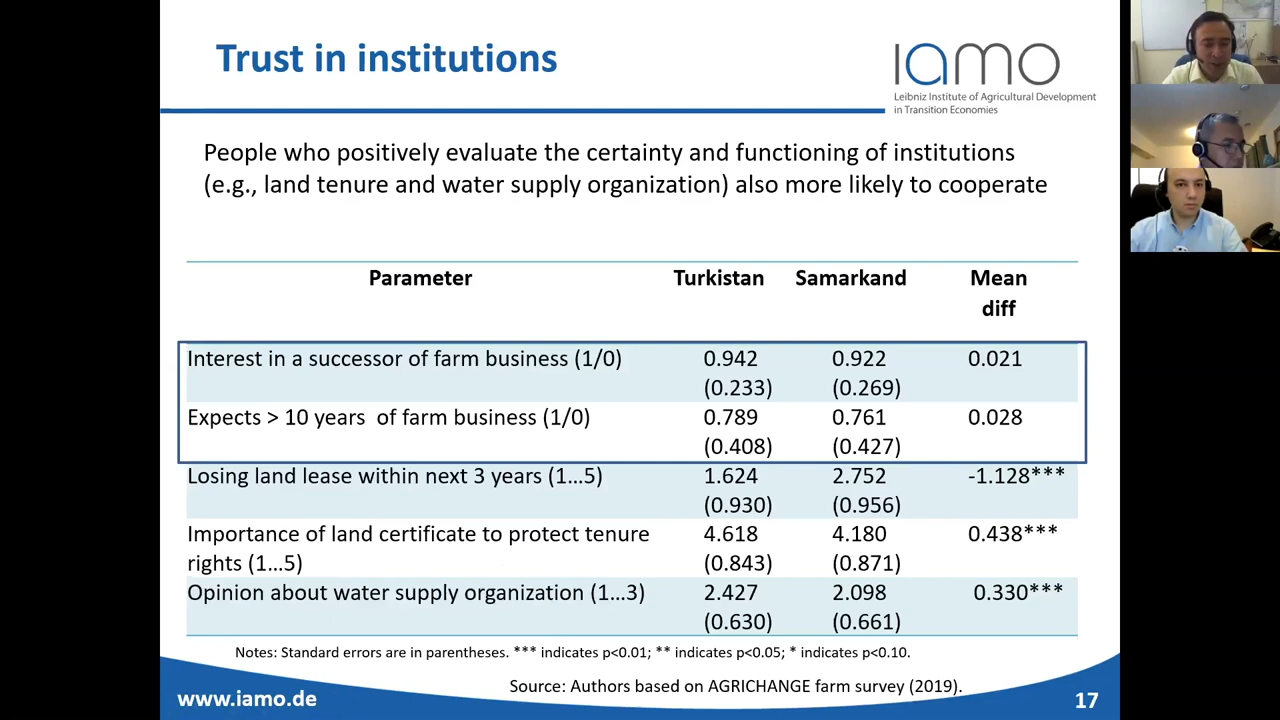 Trust in institutions
iamo
Leibniz Institute of Agricultural Development
in Transition Economies
People who positively evaluate the certainty and functioning of institutions
(e.g., land tenure and water supply organization) also more likely to cooperate
Parameter Turkistan Samarkand Mean
diff
Interest in a successor of farm business (1/0) 0.942 0.922 0.021
(0.233) (0.269)
Expects > 10 years of farm business (1/0) 0.789 0.761 0.028
(0.408) (0.427)
Losing land lease within next 3 years (1...5) 1.624 2.752 -1.128***
(0.930) (0.956)
Importance of land certificate to protect tenure 4.618 4.180 0.438***
rights (1...5) (0.843) (0.871)
Opinion about water supply organization (1...3) 2.427 2.098 0.330***
(0.630) (0.661)
Notes: Standard errors are in parentheses. *** indicates p<0.01; ** indicates p<0.05; * indicates p<0.10.
Source: Authors based on AGRICHANGE farm survey (2019).
www.iamo.de 17